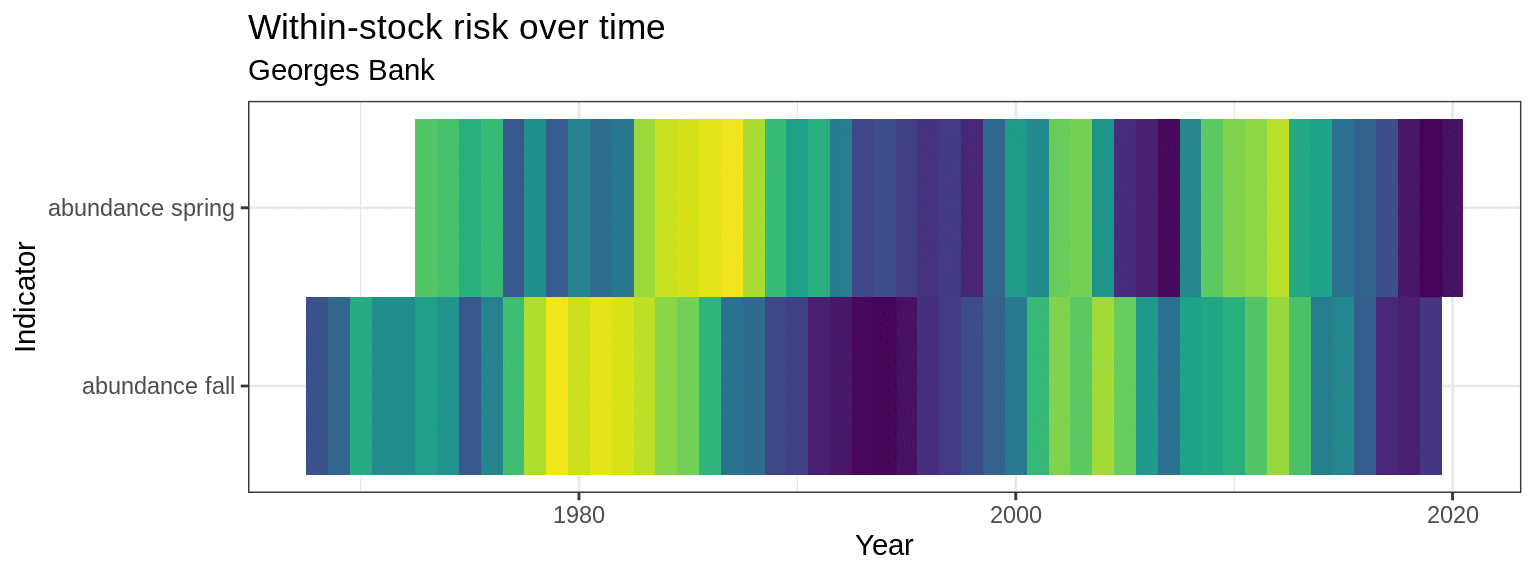 Within-stock risk over time
Georges Bank
Indicator
abundance spring
abundance fall
1980
2000
2020
Year